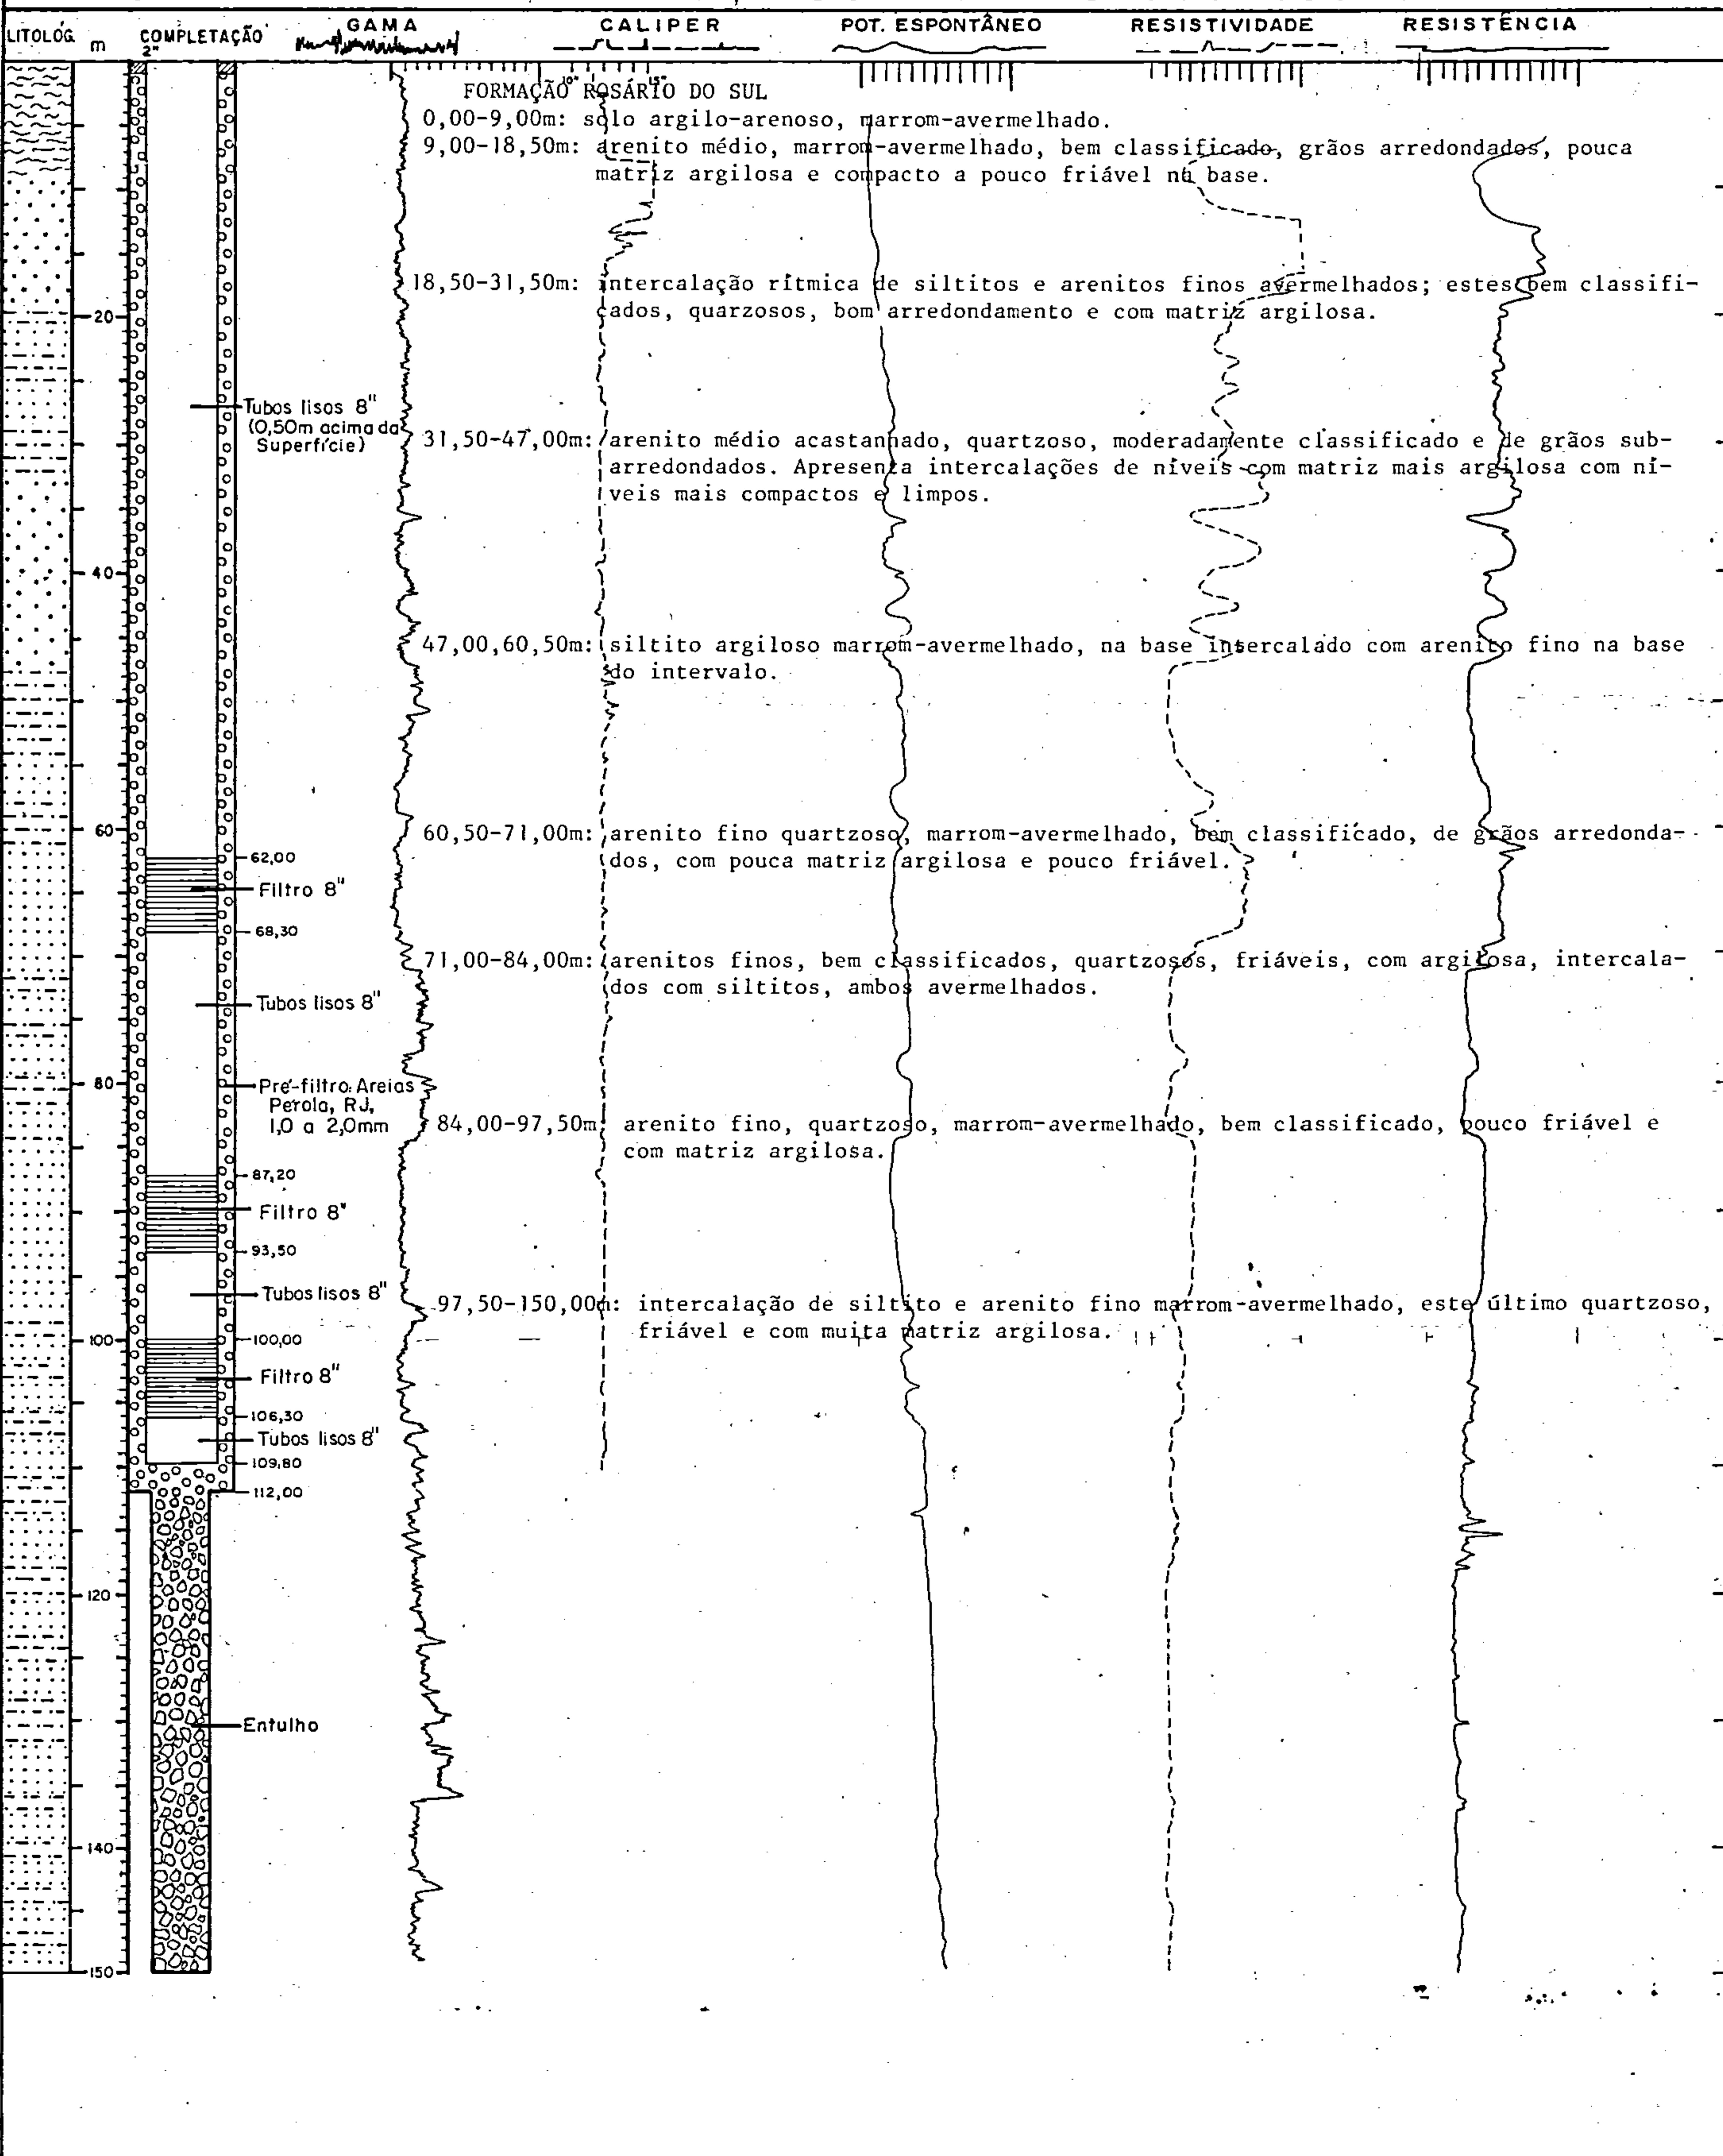 LITOLÓG. m COMPLETAÇÃO GAMA CALIPER POT. ESPONTÂNEO RESISTIVIDADE RESISTÊNCIA
2"
10" 15"
FORMAÇÃO ROSÁRIO DO SUL
0,00-9,00m: solo argilo-arenoso, marrom-avermelhado.
9,00-18,50m: arenito médio, marrom-avermelhado, bem classificado, grãos arredondados, pouca
matriz argilosa e compacto a pouco friável na base.
18,50-31,50m: intercalação rítmica de siltitos e arenitos finos avermelhados; estes bem classifi-
20
cados, quarzosos, bom arredondamento e com matriz argilosa.
Tubos lisos 8"
(0,50m acima da
Superfície)
31,50-47,00m: arenito médio acastanhado, quartzoso, moderadamente classificado e de grãos sub-
arredondados. Apresenta intercalações de níveis com matriz mais argilosa com ní-
veis mais compactos e limpos.
40
47,00,60,50m: siltito argiloso marrom-avermelhado, na base intsercalado com arenito fino na base
do intervalo.
60
60,50-71,00m: arenito fino quartzoso, marrom-avermelhado, bem classificado, de grãos arredonda-
62,00
dos, com pouca matriz argilosa e pouco friável.
Filtro 8"
68,30
71,00-84,00m: arenitos finos, bem classificados, quartzosos, friáveis, com argilosa, intercala-
dos com siltitos, ambos avermelhados.
Tubos lisos 8"
80
Pré-filtro: Areias
Perola, RJ,
1,0 a 2,0mm
84,00-97,50m: arenito fino, quartzoso, marrom-avermelhado, bem classificado, pouco friável e
com matriz argilosa.
87,20
Filtro 8"
93,50
Tubos lisos 8"
97,50-150,00m: intercalação de siltito e arenito fino marrom-avermelhado, este último quartzoso,
friável e com muita matriz argilosa.
100
100,00
Filtro 8"
106,30
Tubos lisos 8"
109,80
112,00
120
Entulho
140
150